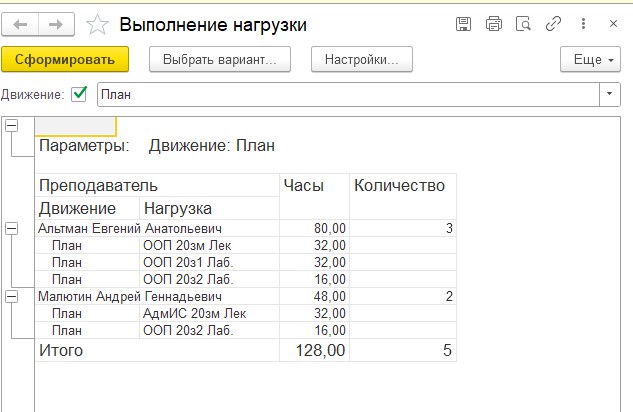 Выполнение нагрузки
Сформировать Выбрать вариант... Настройки... Еще
Движение: План
Параметры: Движение: План
Преподаватель Часы Количество
Движение Нагрузка
Альтман Евгений Анатольевич 80,00 3
План ООП 20зм Лек 32,00
План ООП 20з1 Лаб. 32,00
План ООП 20з2 Лаб. 16,00
Малютин Андрей Геннадьевич 48,00 2
План АдмИС 20зм Лек 32,00
План ООП 20з2 Лаб. 16,00
Итого 128,00 5